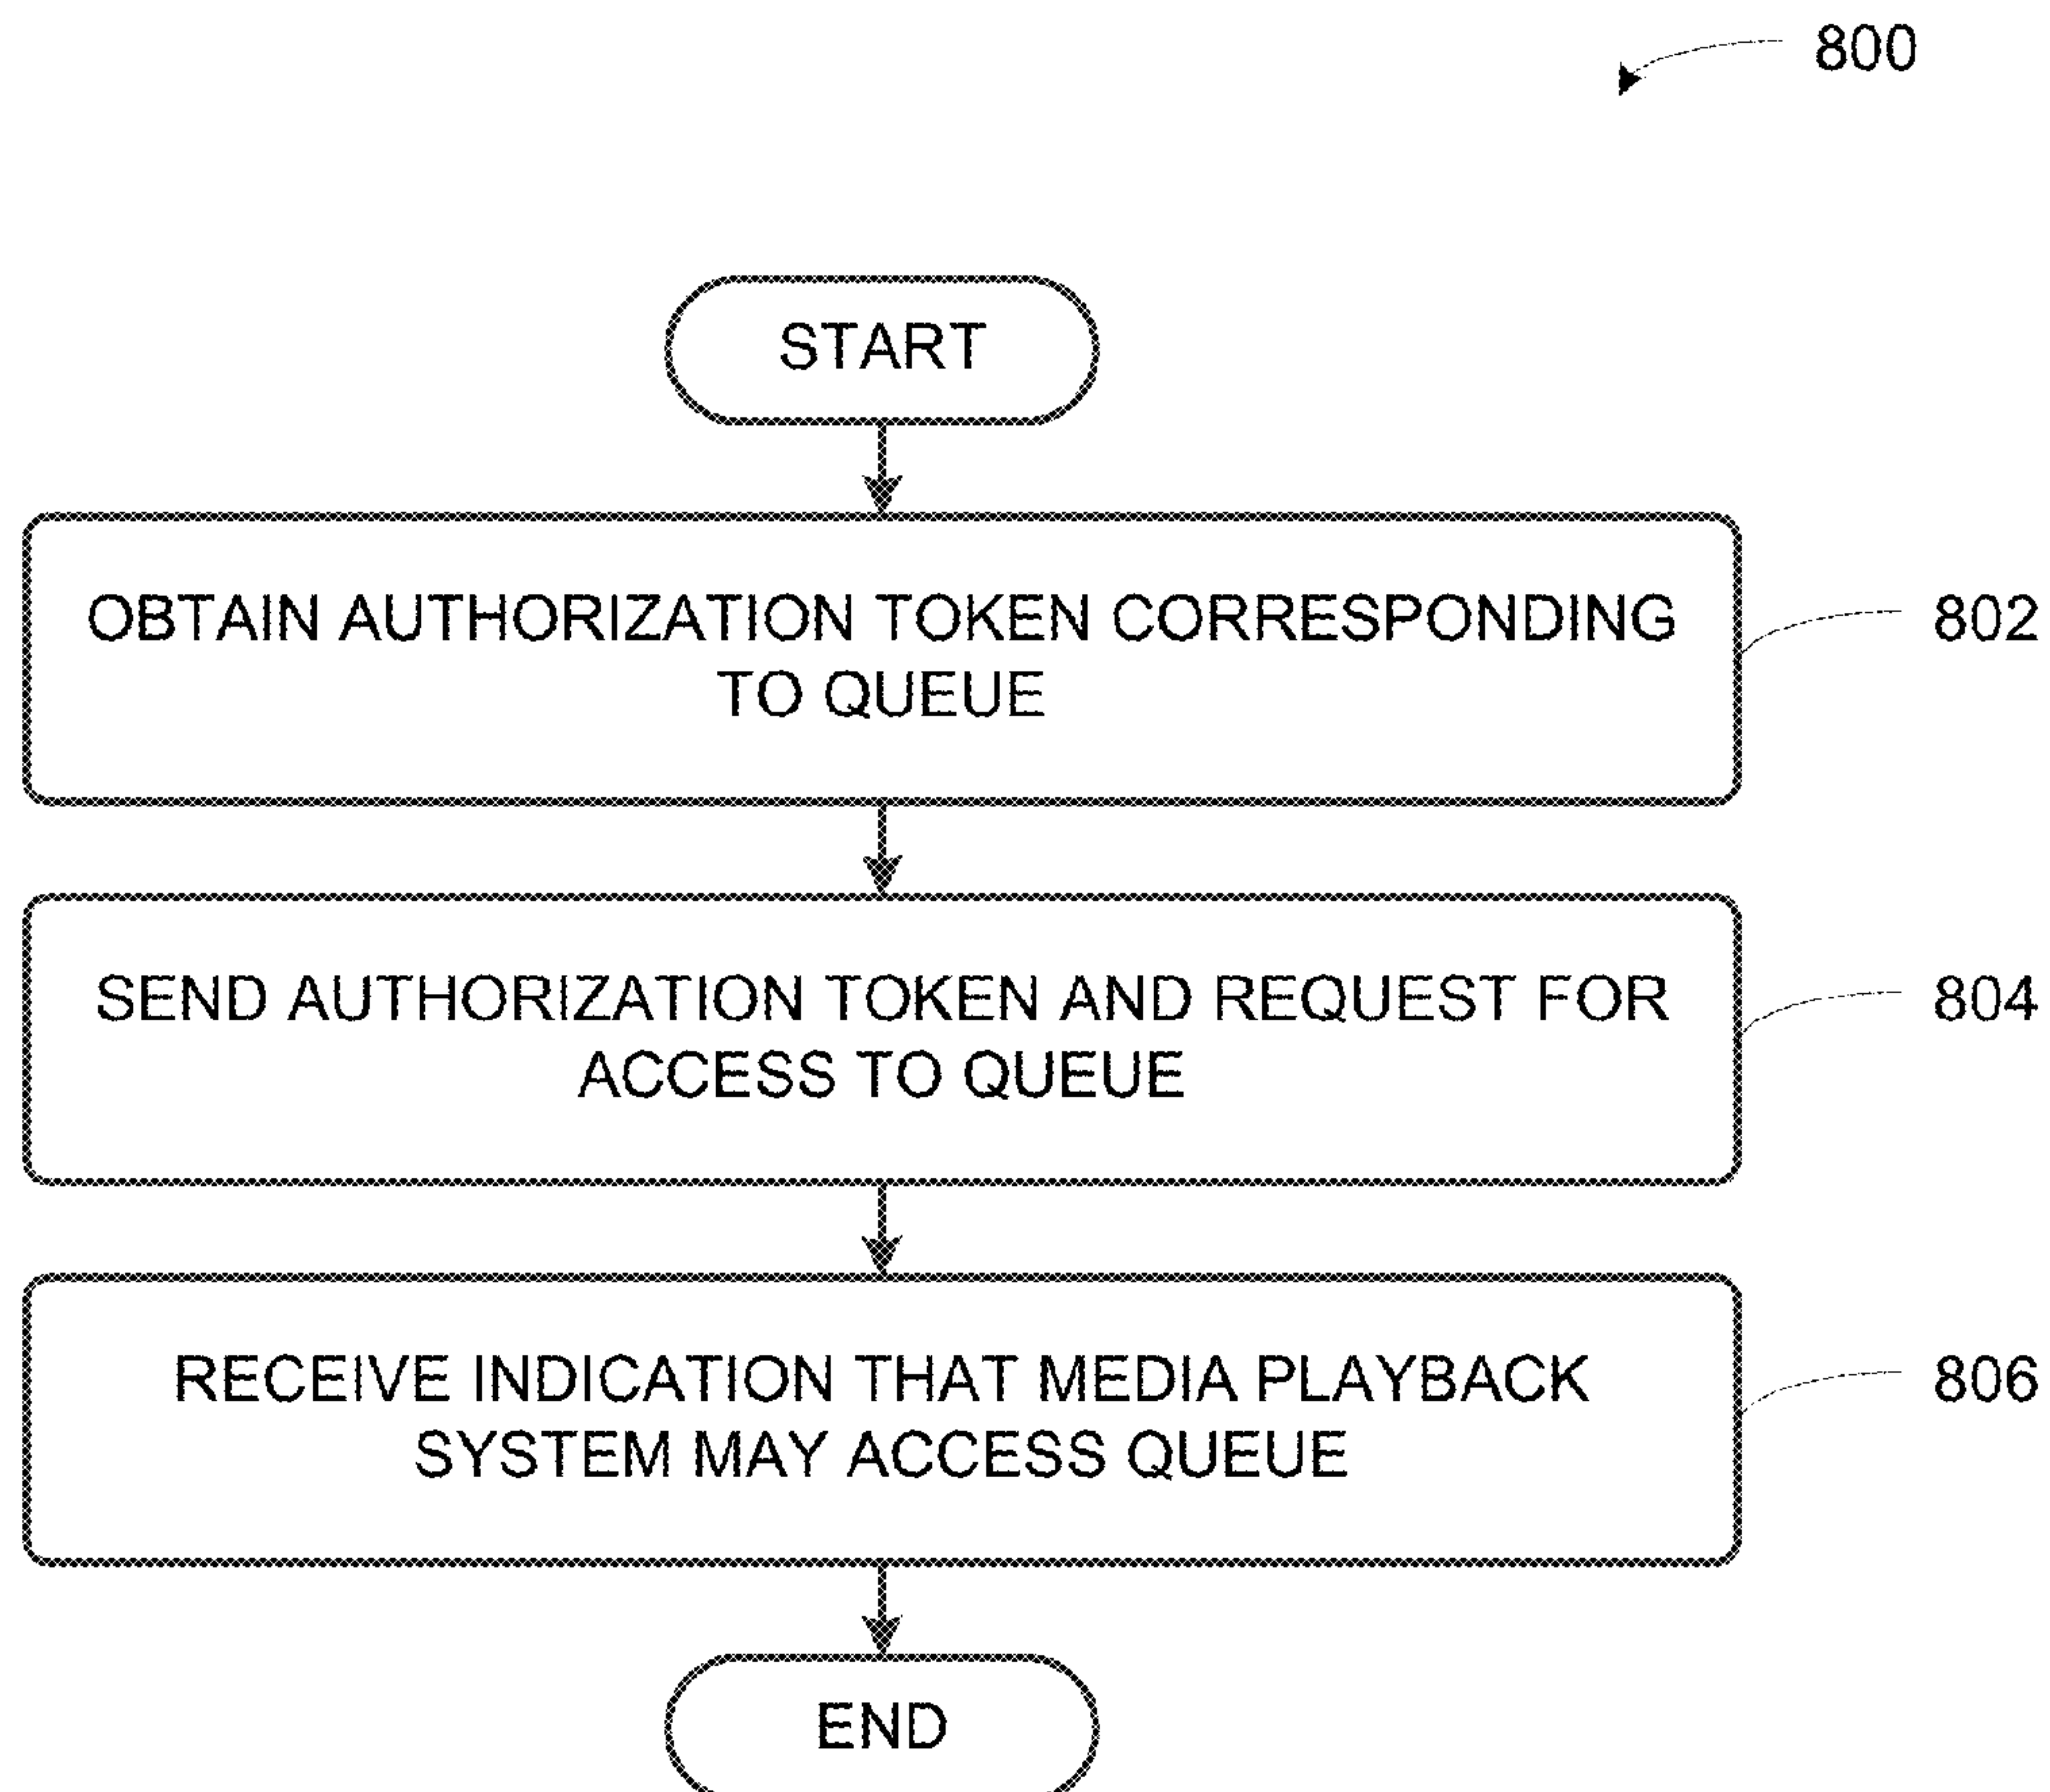 800
START
OBTAIN AUTHORIZATION TOKEN CORRESPONDING
TO QUEUE
802
SEND AUTHORIZATION TOKEN AND REQUEST FOR
ACCESS TO QUEUE
804
RECEIVE INDICATION THAT MEDIA PLAYBACK
SYSTEM MAY ACCESS QUEUE
806
END